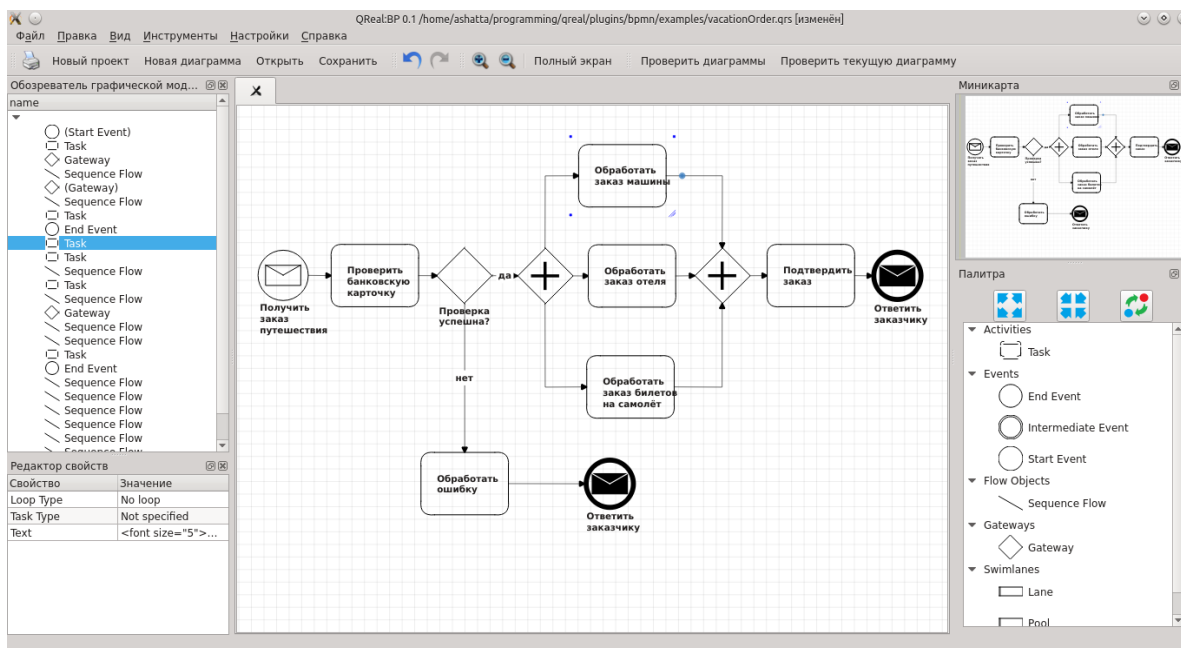 QReal:BP 0.1 /home/ashatta/programming/qreal/plugins/bpmn/examples/vacationOrder.qrs [изменён]
Файл Правка Вид Инструменты Настройки Справка
Новый проект Новая диаграмма Открыть Сохранить Полный экран Проверить диаграммы Проверить текущую диаграмму
Обозреватель графической мод...
name
(Start Event)
Task
Gateway
Sequence Flow
(Gateway)
Sequence Flow
Task
End Event
Task
Task
Sequence Flow
Task
Sequence Flow
Gateway
Sequence Flow
Sequence Flow
Task
End Event
Sequence Flow
Sequence Flow
Sequence Flow
Sequence Flow
Sequence Flow
Sequence Flow
Редактор свойств
Свойство Значение
Loop Type No loop
Task Type Not specified
Text <font size="5">...
Обработать
заказ машины
Получить
заказ
путешествия
Проверить
банковскую
карточку
Проверка
успешна?
да
Обработать
заказ отеля
Подтвердить
заказ
Ответить
заказчику
нет
Обработать
заказ билетов
на самолёт
Обработать
ошибку
Ответить
заказчику
Миникарта
Палитра
Activities
Task
Events
End Event
Intermediate Event
Start Event
Flow Objects
Sequence Flow
Gateways
Gateway
Swimlanes
Lane
Pool